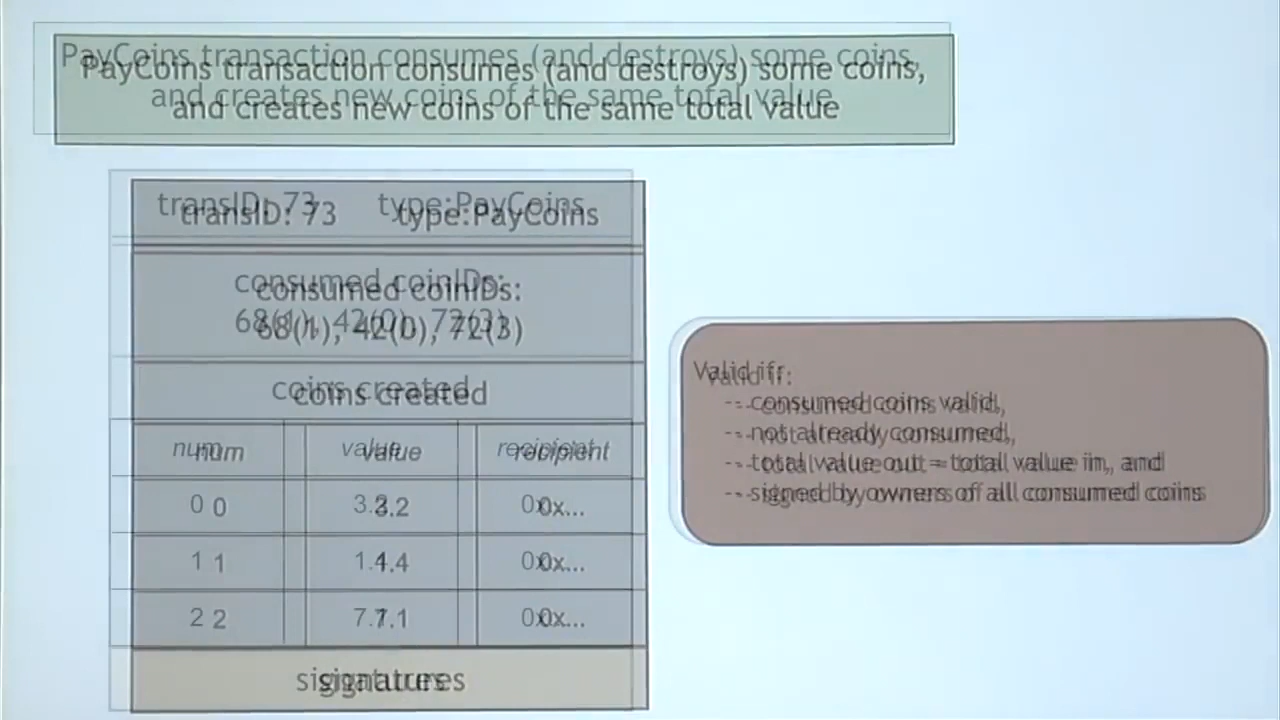 PayCoins transaction consumes (and destroys) some coins,
and creates new coins of the same total value
transID: 73 type:PayCoins
consumed coinIDs:
68(1), 42(0), 72(3)
coins created
num value recipient
0 3.2 0x...
1 1.4 0x...
2 7.1 0x...
signatures
Valid if:
-- consumed coins valid,
-- not already consumed,
-- total value out = total value in, and
-- signed by owners of all consumed coins